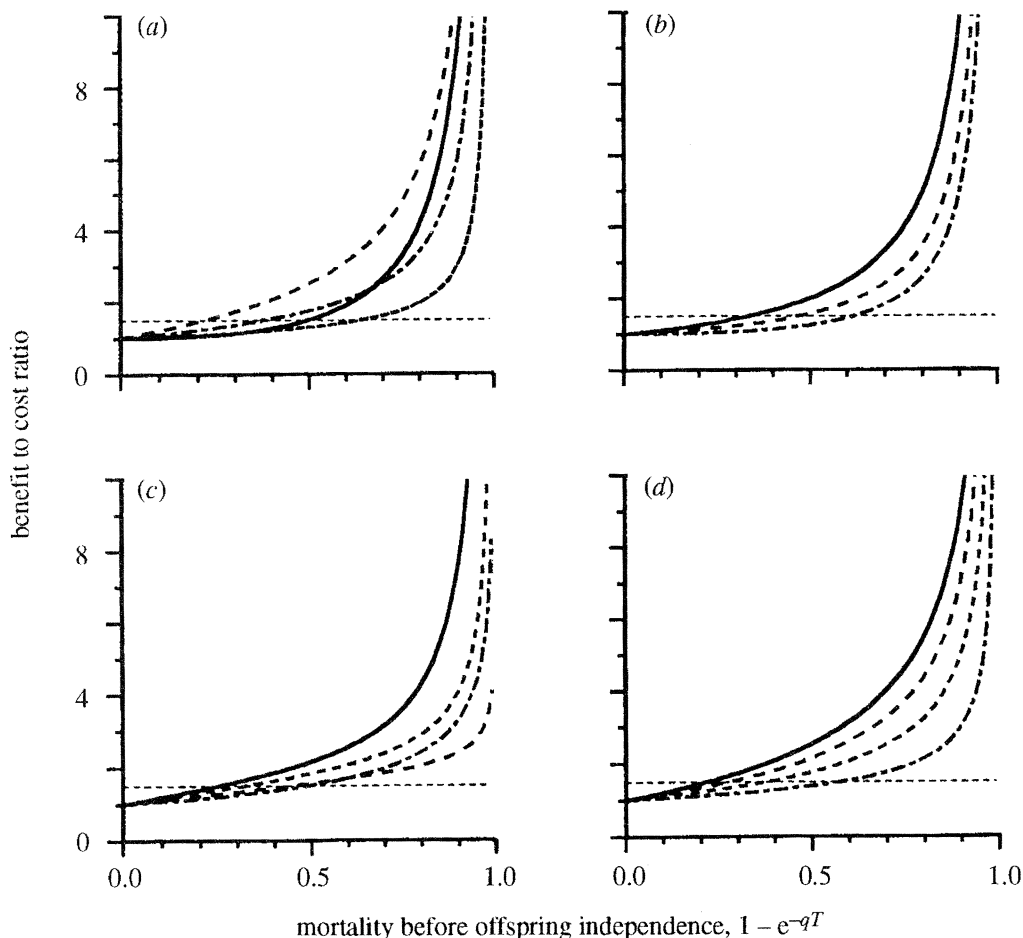 (a)
(b)
8
4
0
benefit to cost ratio
(c)
(d)
8
4
0
0.0 0.5 1.0 0.0 0.5 1.0
mortality before offspring independence, 1 – e^–qT